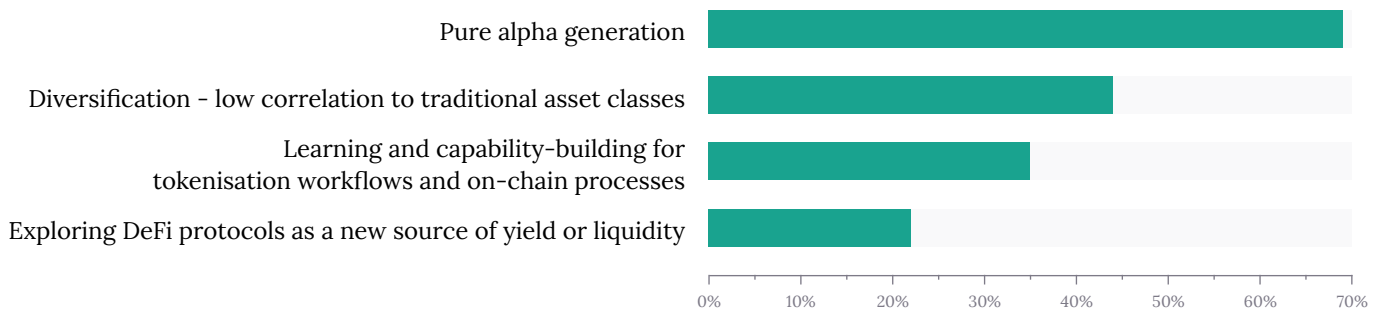 Pure alpha generation
Diversification - low correlation to traditional asset classes
Learning and capability-building for
tokenisation workflows and on-chain processes
Exploring DeFi protocols as a new source of yield or liquidity
0% 10% 20% 30% 40% 50% 60% 70%